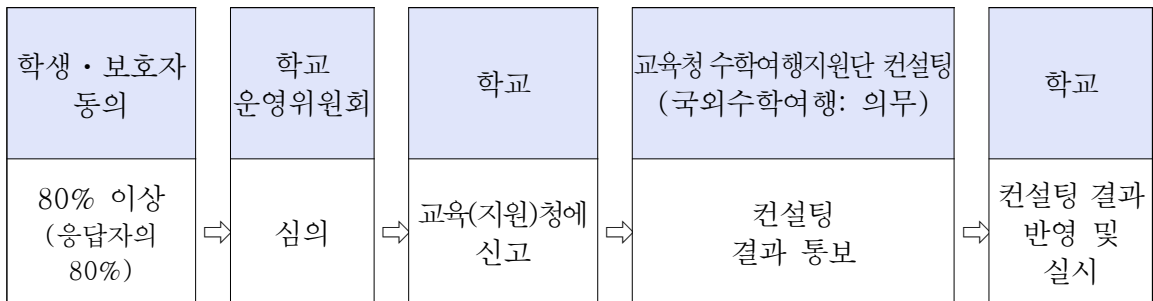 학생・보호자
동의
80% 이상
(응답자의
80%)
⇨
학교
운영위원회
심의
⇨
학교
교육(지원)청에
신고
⇨
교육청 수학여행지원단 컨설팅
(국외수학여행: 의무)
컨설팅
결과 통보
⇨
학교
컨설팅 결과
반영 및
실시